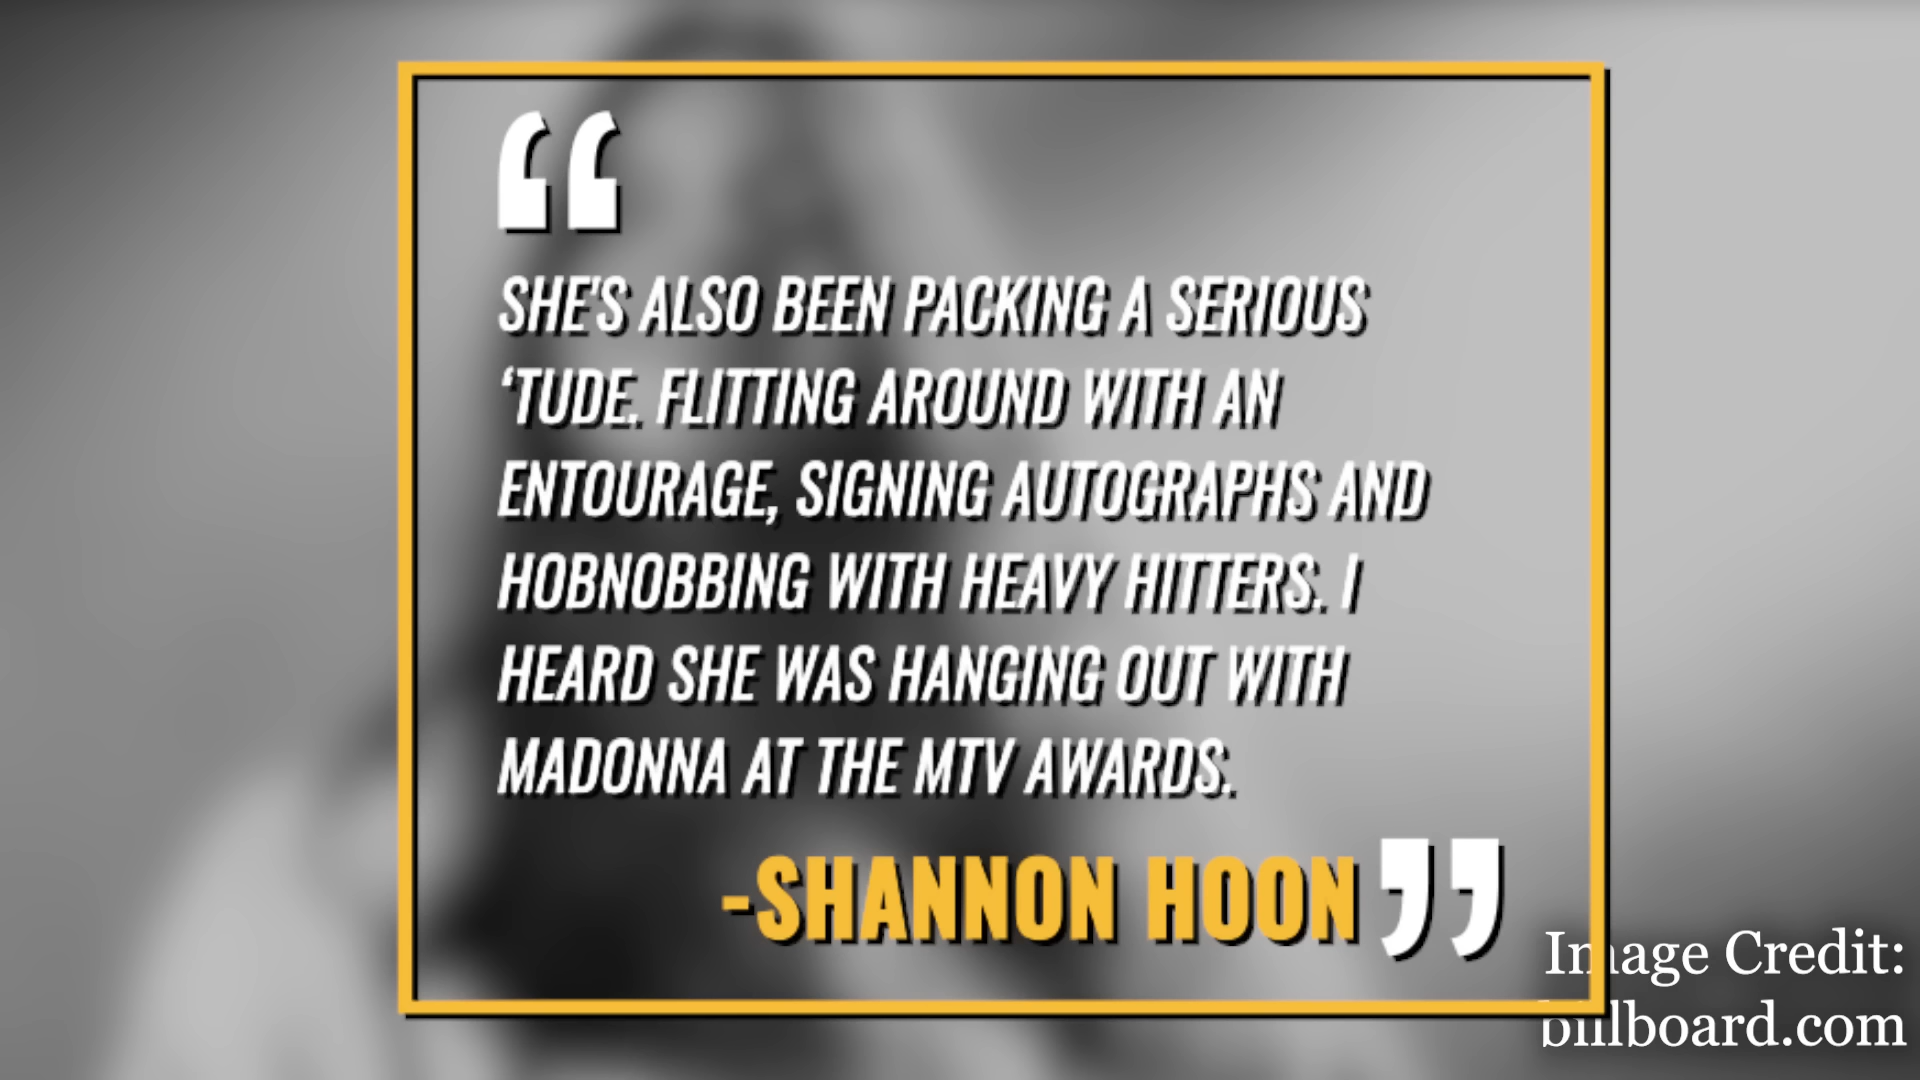 “
SHE'S ALSO BEEN PACKING A SERIOUS
‘TUDE. FLITTING AROUND WITH AN
ENTOURAGE, SIGNING AUTOGRAPHS AND
HOBNOBBING WITH HEAVY HITTERS. I
HEARD SHE WAS HANGING OUT WITH
MADONNA AT THE MTV AWARDS.
-SHANNON HOON ”
Image Credit:
billboard.com